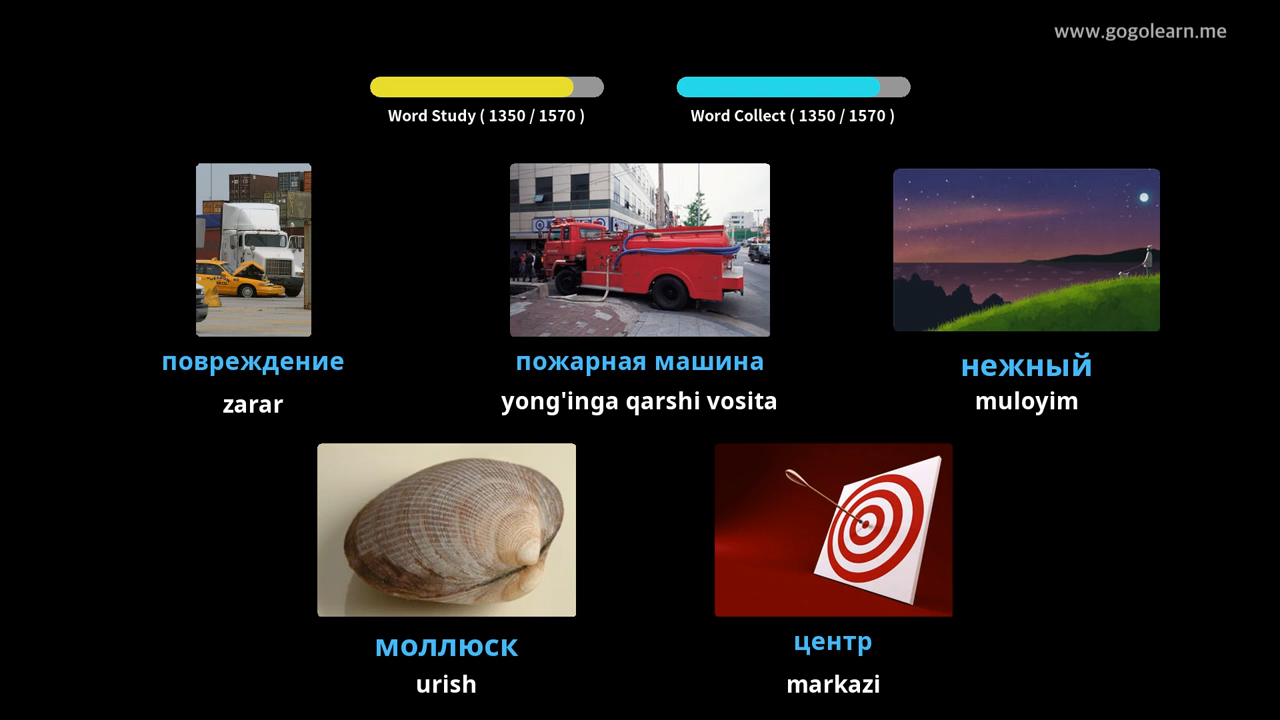 www.gogolearn.me
Word Study ( 1350 / 1570 )
Word Collect ( 1350 / 1570 )
повреждение
пожарная машина
нежный
zarar
yong'inga qarshi vosita
muloyim
моллюск
центр
urish
markazi